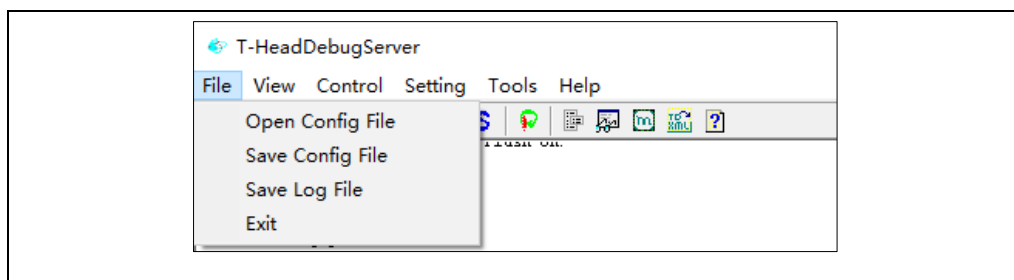 T-HeadDebugServer
File View Control Setting Tools Help
Open Config File
Save Config File
Save Log File
Exit